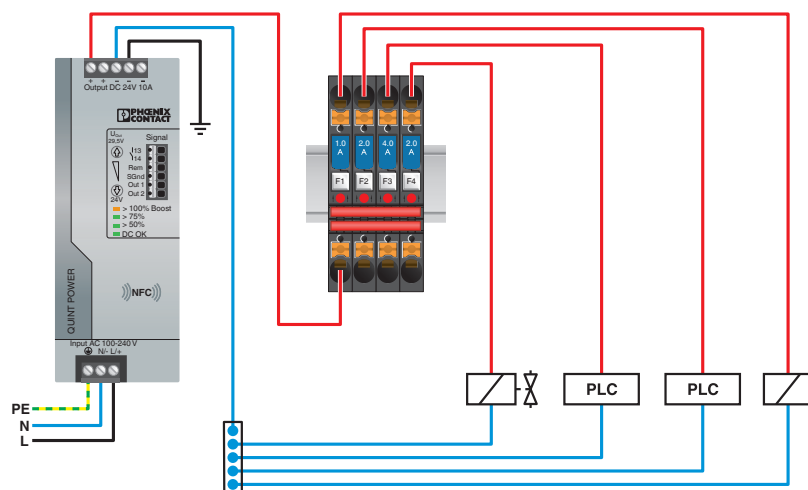 + + − − −
Output DC 24V 10A
PHOENIX
CONTACT
UOut
29,5V
24V
Signal
13
14
Rem
SGnd
Out 1
Out 2
> 100% Boost
> 75%
> 50%
DC OK
QUINT POWER
NFC
Input AC 100-240 V
N/- L/+
PE
N
L
1.0
A
2.0
A
4.0
A
2.0
A
F1 F2 F3 F4
PLC
PLC